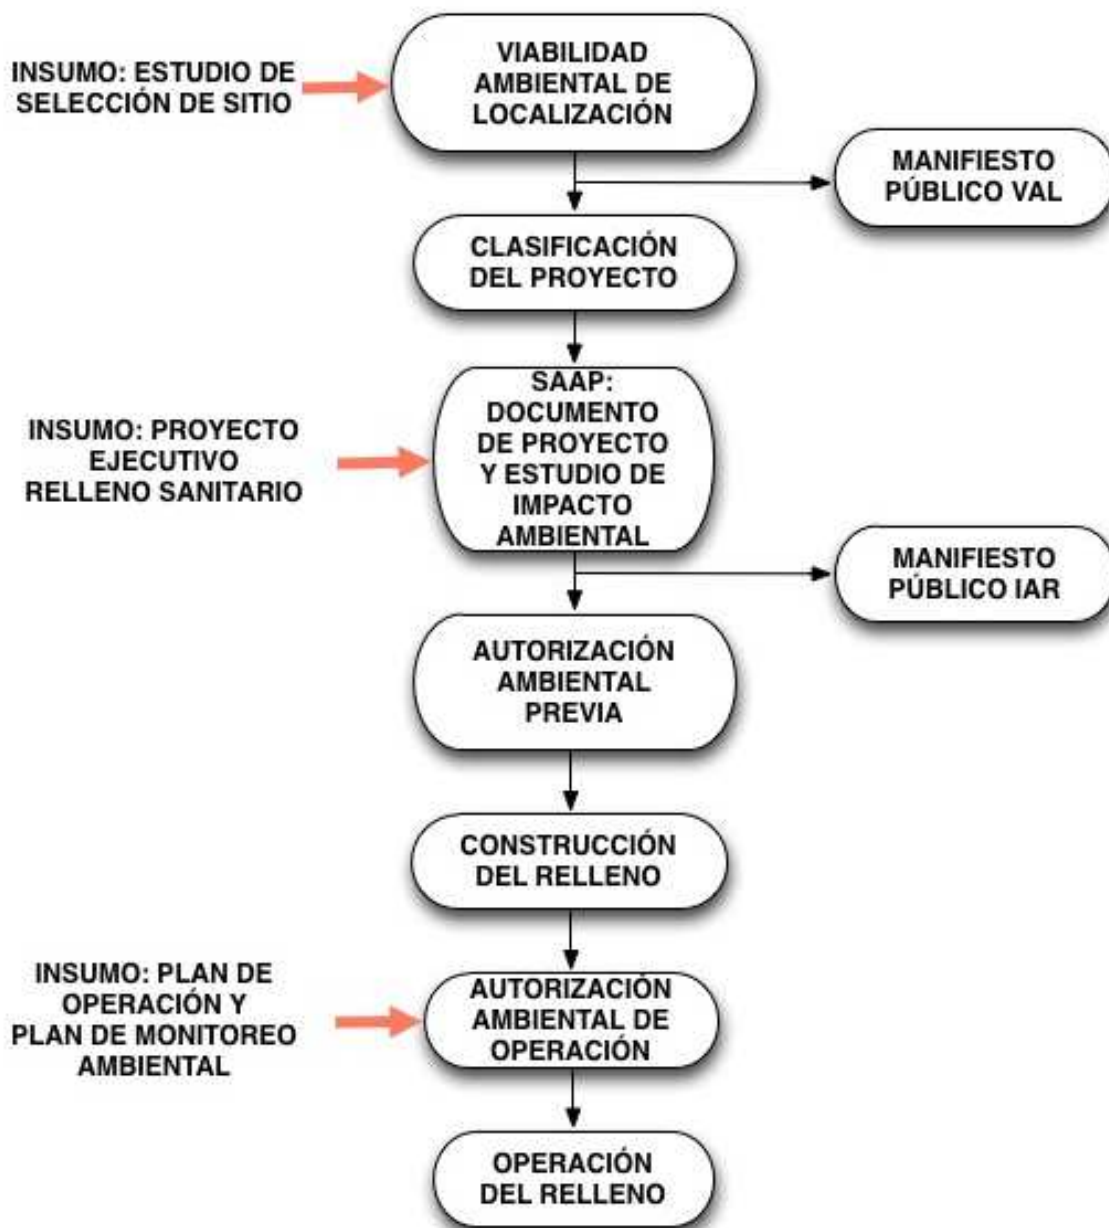 INSUMO: ESTUDIO DE
SELECCIÓN DE SITIO
VIABILIDAD
AMBIENTAL DE
LOCALIZACIÓN
MANIFIESTO
PÚBLICO VAL
CLASIFICACIÓN
DEL PROYECTO
INSUMO: PROYECTO
EJECUTIVO
RELLENO SANITARIO
SAAP:
DOCUMENTO
DE PROYECTO
Y ESTUDIO DE
IMPACTO
AMBIENTAL
MANIFIESTO
PÚBLICO IAR
AUTORIZACIÓN
AMBIENTAL
PREVIA
CONSTRUCCIÓN
DEL RELLENO
INSUMO: PLAN DE
OPERACIÓN Y
PLAN DE MONITOREO
AMBIENTAL
AUTORIZACIÓN
AMBIENTAL DE
OPERACIÓN
OPERACIÓN
DEL RELLENO